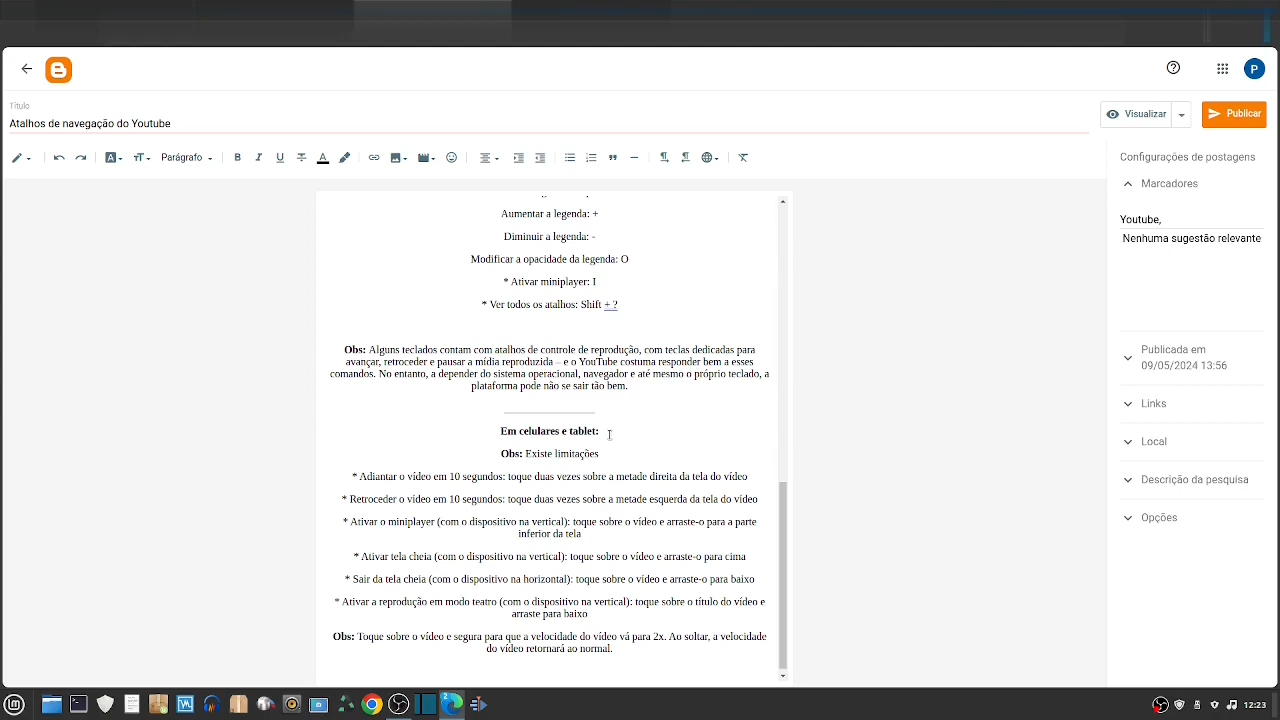 Título
Atalhos de navegação do Youtube
Visualizar
Publicar
Parágrafo
Configurações de postagens
Marcadores
Youtube,
Nenhuma sugestão relevante
Publicada em
09/05/2024 13:56
Links
Local
Descrição da pesquisa
Opções
Aumentar a legenda: +
Diminuir a legenda: -
Modificar a opacidade da legenda: O
* Ativar miniplayer: I
* Ver todos os atalhos: Shift + ?
Obs: Alguns teclados contam com atalhos de controle de reprodução, com teclas dedicadas para
avançar, retroceder e pausar a mídia reproduzida – e o YouTube costuma responder bem a esses
comandos. No entanto, a depender do sistema operacional, navegador e até mesmo o próprio teclado, a
plataforma pode não se sair tão bem.
Em celulares e tablet:
Obs: Existe limitações
* Adiantar o vídeo em 10 segundos: toque duas vezes sobre a metade direita da tela do vídeo
* Retroceder o vídeo em 10 segundos: toque duas vezes sobre a metade esquerda da tela do vídeo
* Ativar o miniplayer (com o dispositivo na vertical): toque sobre o vídeo e arraste-o para a parte
inferior da tela
* Ativar tela cheia (com o dispositivo na vertical): toque sobre o vídeo e arraste-o para cima
* Sair da tela cheia (com o dispositivo na horizontal): toque sobre o vídeo e arraste-o para baixo
* Ativar a reprodução em modo teatro (com o dispositivo na vertical): toque sobre o título do vídeo e
arraste para baixo
Obs: Toque sobre o vídeo e segura para que a velocidade do vídeo vá para 2x. Ao soltar, a velocidade
do vídeo retornará ao normal.
P
12:23